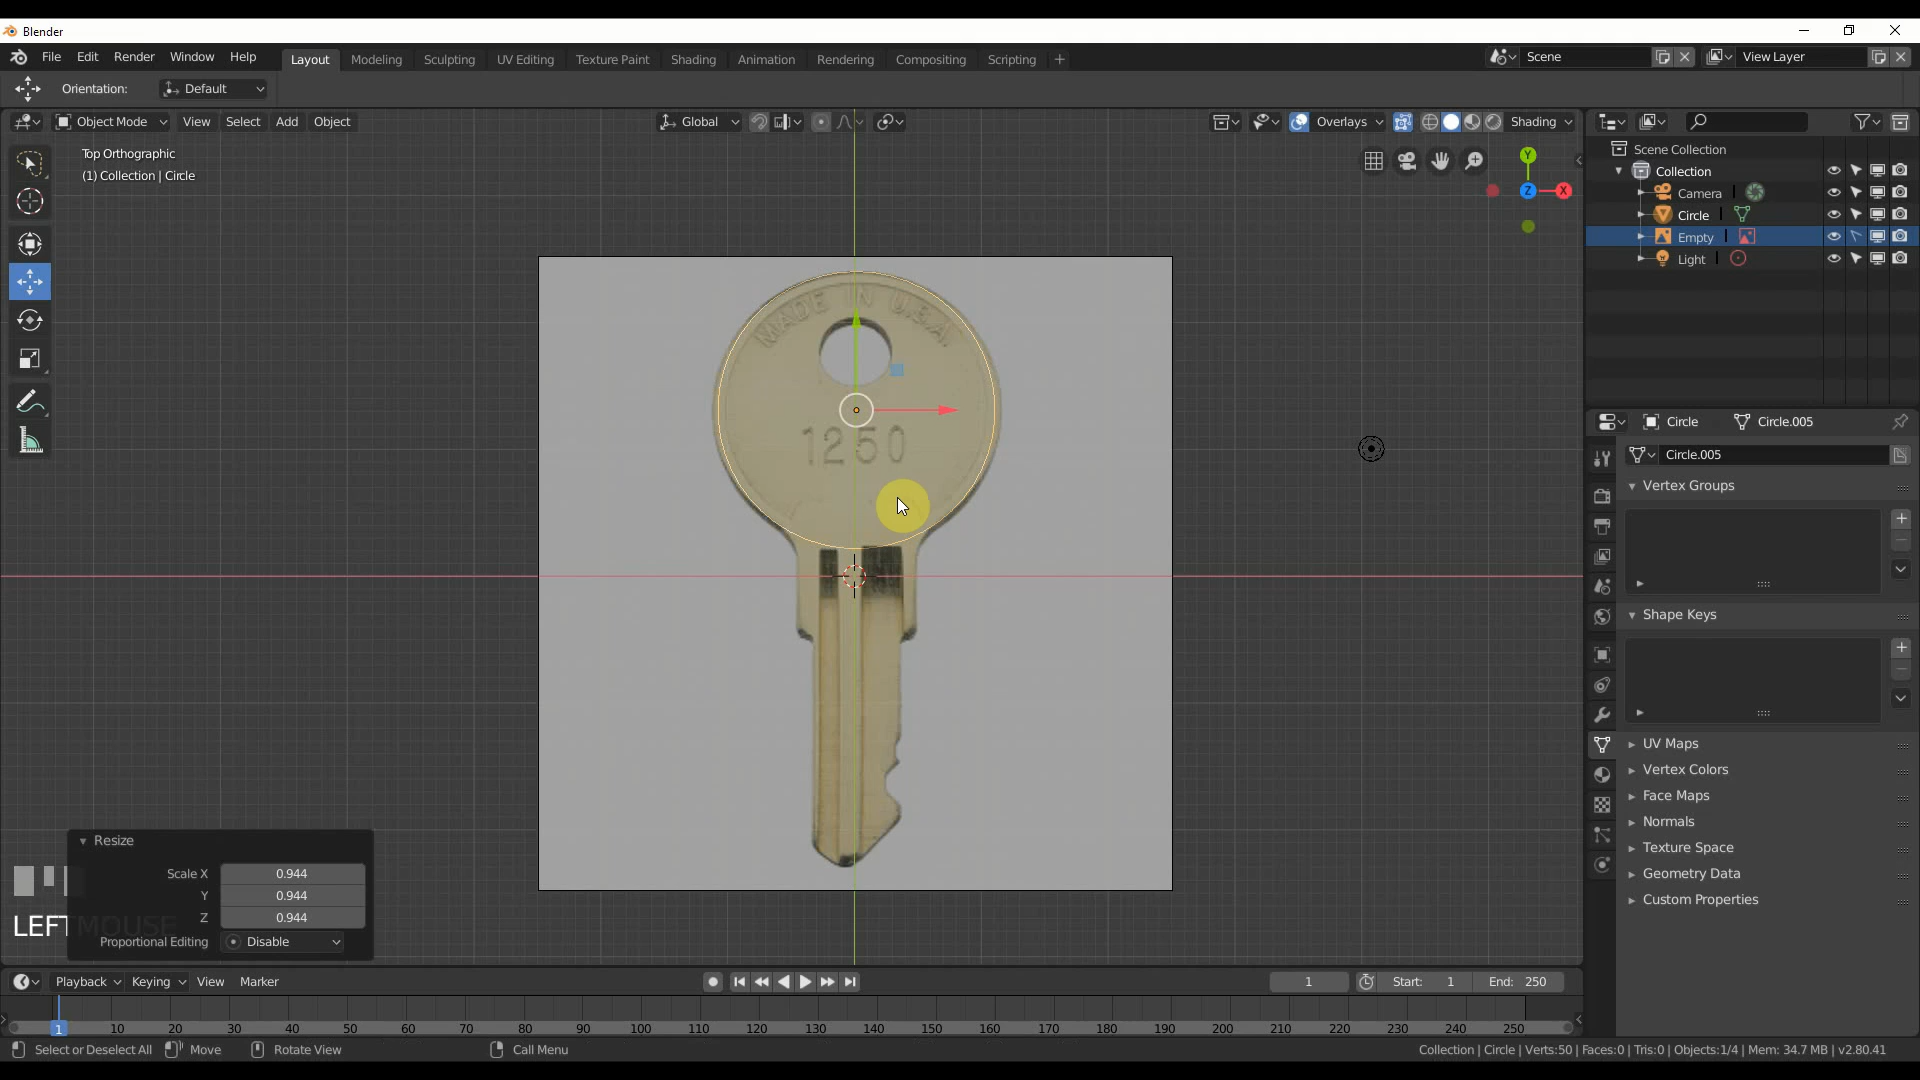 Blender
File Edit Render Window Help Layout Modeling Sculpting UV Editing Texture Paint Shading Animation Rendering Compositing Scripting + Scene View Layer
Orientation: Default
Object Mode View Select Add Object Global Overlays Shading
Top Orthographic
(1) Collection | Circle
Y
Z
X
Scene Collection
Collection
Camera
Circle
Empty
Light
MADE IN U.S.A.
1250
Circle Circle.005
Circle.005
Vertex Groups
Shape Keys
UV Maps
Vertex Colors
Face Maps
Normals
Texture Space
Geometry Data
Custom Properties
Resize
Scale X 0.944
Y 0.944
Z 0.944
Proportional Editing Disable
LEFTMOUSE
Playback Keying View Marker 1 Start: 1 End: 250
1 10 20 30 40 50 60 70 80 90 100 110 120 130 140 150 160 170 180 190 200 210 220 230 240 250
Select or Deselect All Move Rotate View Call Menu Collection | Circle | Verts:50 | Faces:0 | Tris:0 | Objects:1/4 | Mem: 34.7 MB | v2.80.41